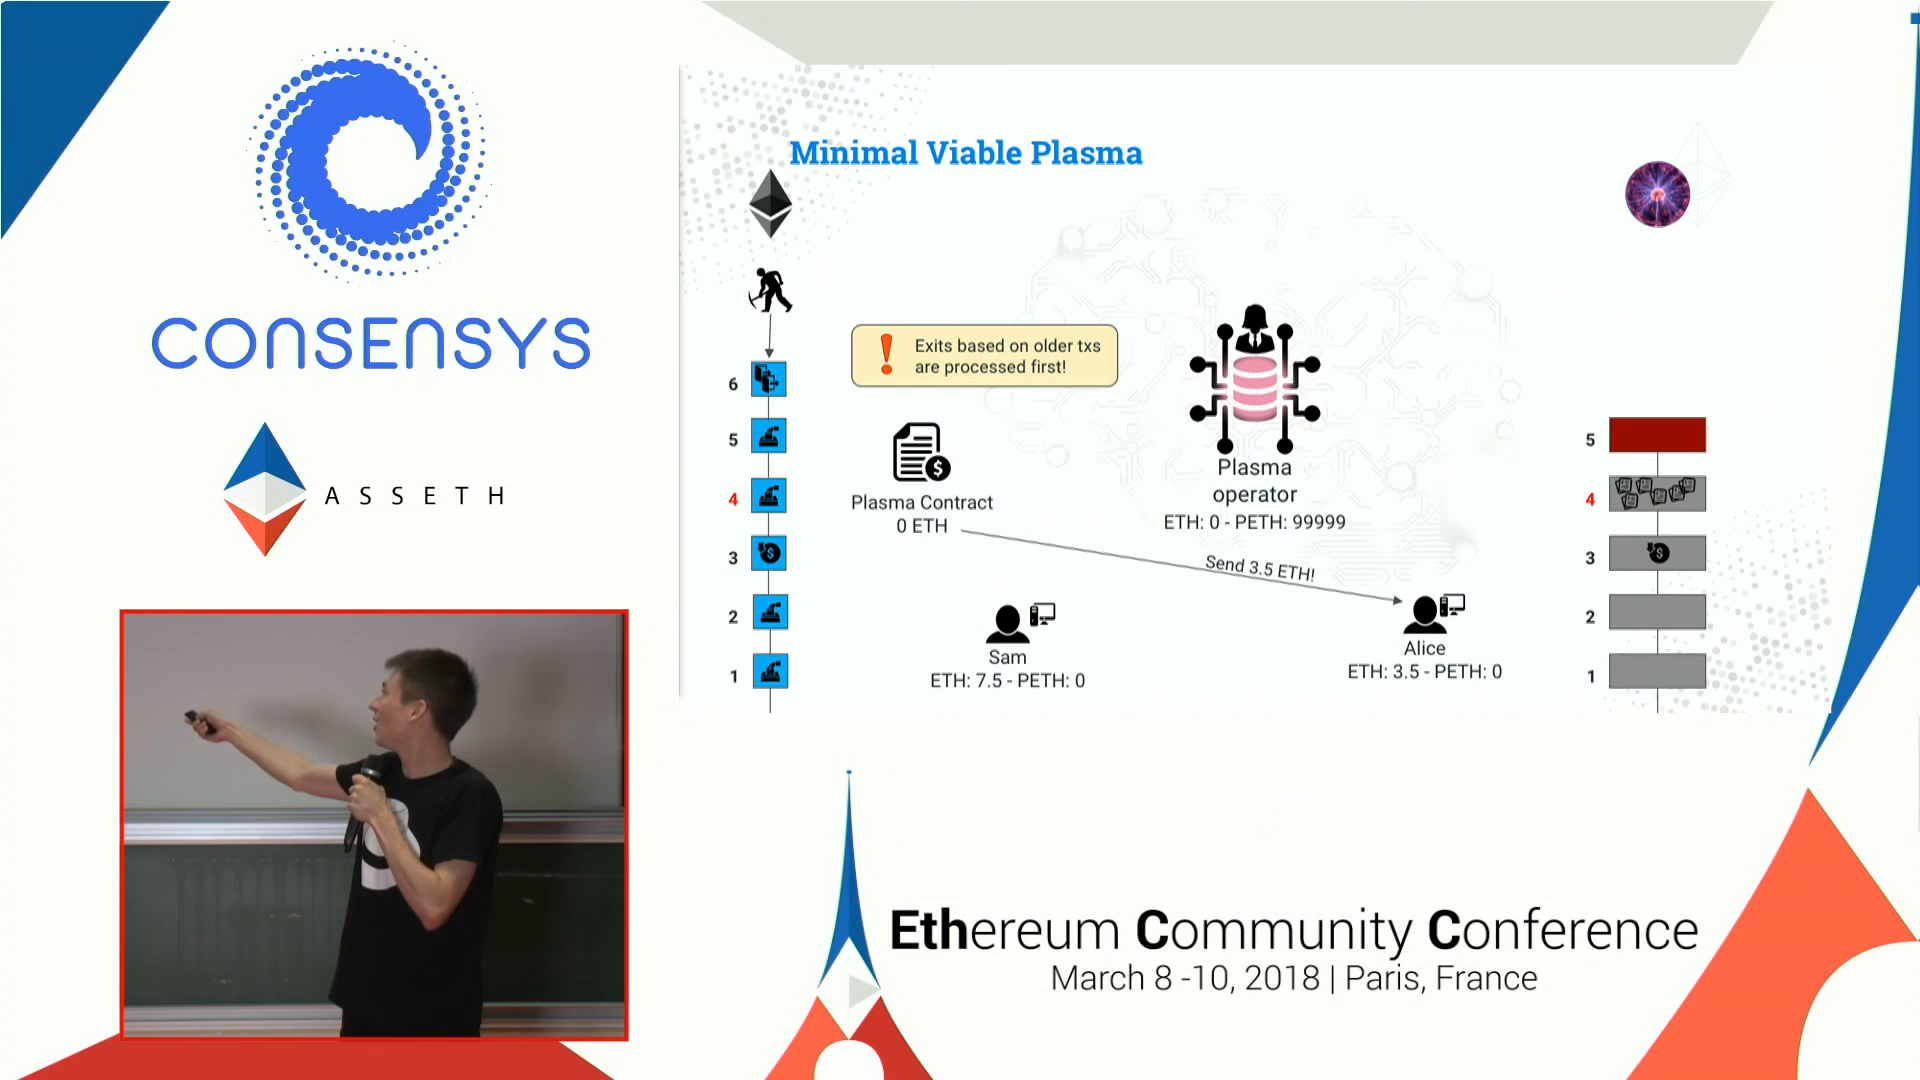 CONSENSYS
ASSETH
Minimal Viable Plasma
Exits based on older txs
are processed first!
6
5
4
3
2
1
Plasma Contract
0 ETH
Plasma
operator
ETH: 0 - PETH: 99999
Send 3.5 ETH!
Sam
ETH: 7.5 - PETH: 0
Alice
ETH: 3.5 - PETH: 0
5
4
3
2
1
Ethereum Community Conference
March 8 -10, 2018 | Paris, France